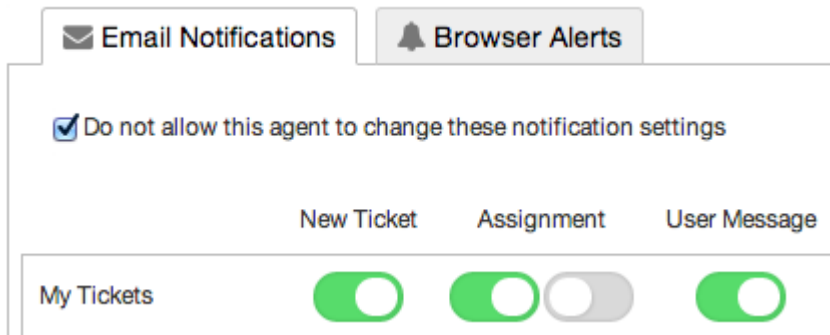 Email Notifications
Browser Alerts
Do not allow this agent to change these notification settings
New Ticket Assignment User Message
My Tickets